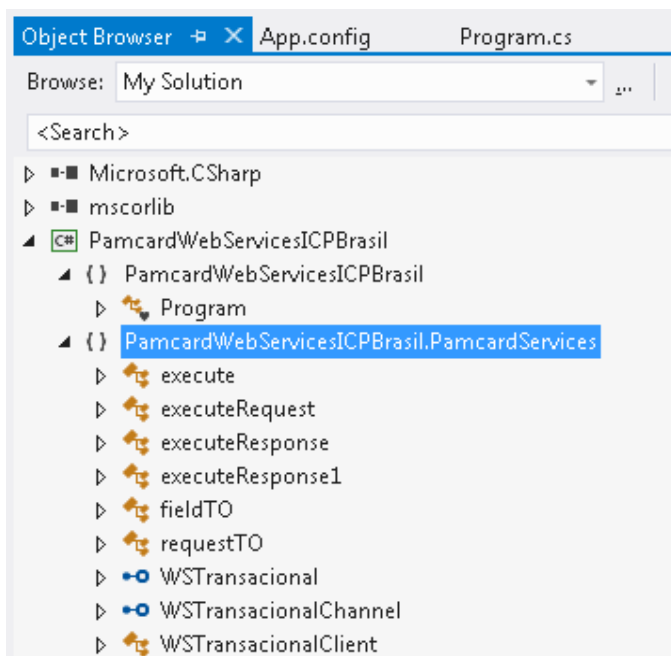 Object Browser App.config Program.cs
Browse: My Solution ...
<Search>
Microsoft.CSharp
mscorlib
C# PamcardWebServicesICPBrasil
{} PamcardWebServicesICPBrasil
Program
{} PamcardWebServicesICPBrasil.PamcardServices
execute
executeRequest
executeResponse
executeResponse1
fieldTO
requestTO
WSTransacional
WSTransacionalChannel
WSTransacionalClient